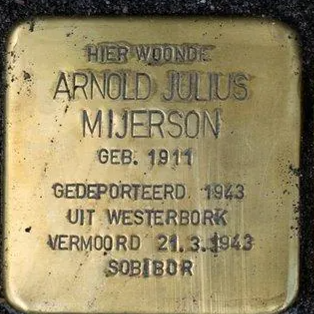 HIER WOONDE
ARNOLD JULIUS
MIJERSON
GEB. 1911
GEDEPORTEERD 1943
UIT WESTERBORK
VERMOORD 21.3.1943
SOBIBOR